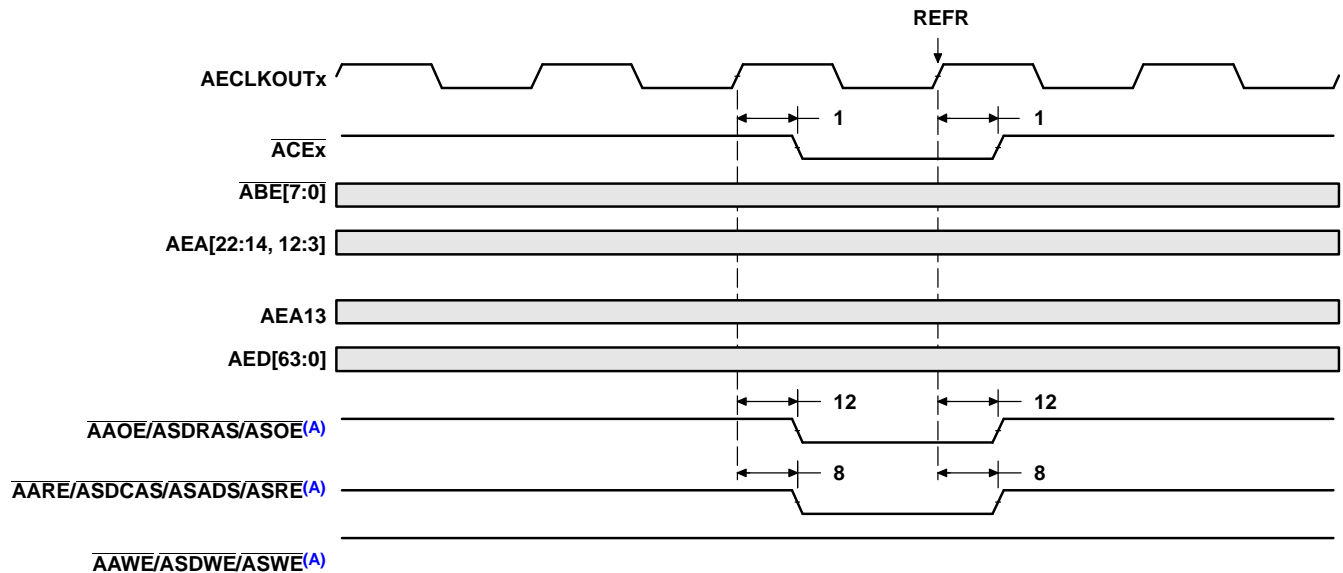 REFR
AECLKOUTx
1 1
ACEx
ABE[7:0]
AEA[22:14, 12:3]
AEA13
AED[63:0]
12 12
AAOE/ASDRAS/ASOE(A)
8 8
AARE/ASDCAS/ASADS/ASRE(A)
AAWE/ASDWE/ASWE(A)